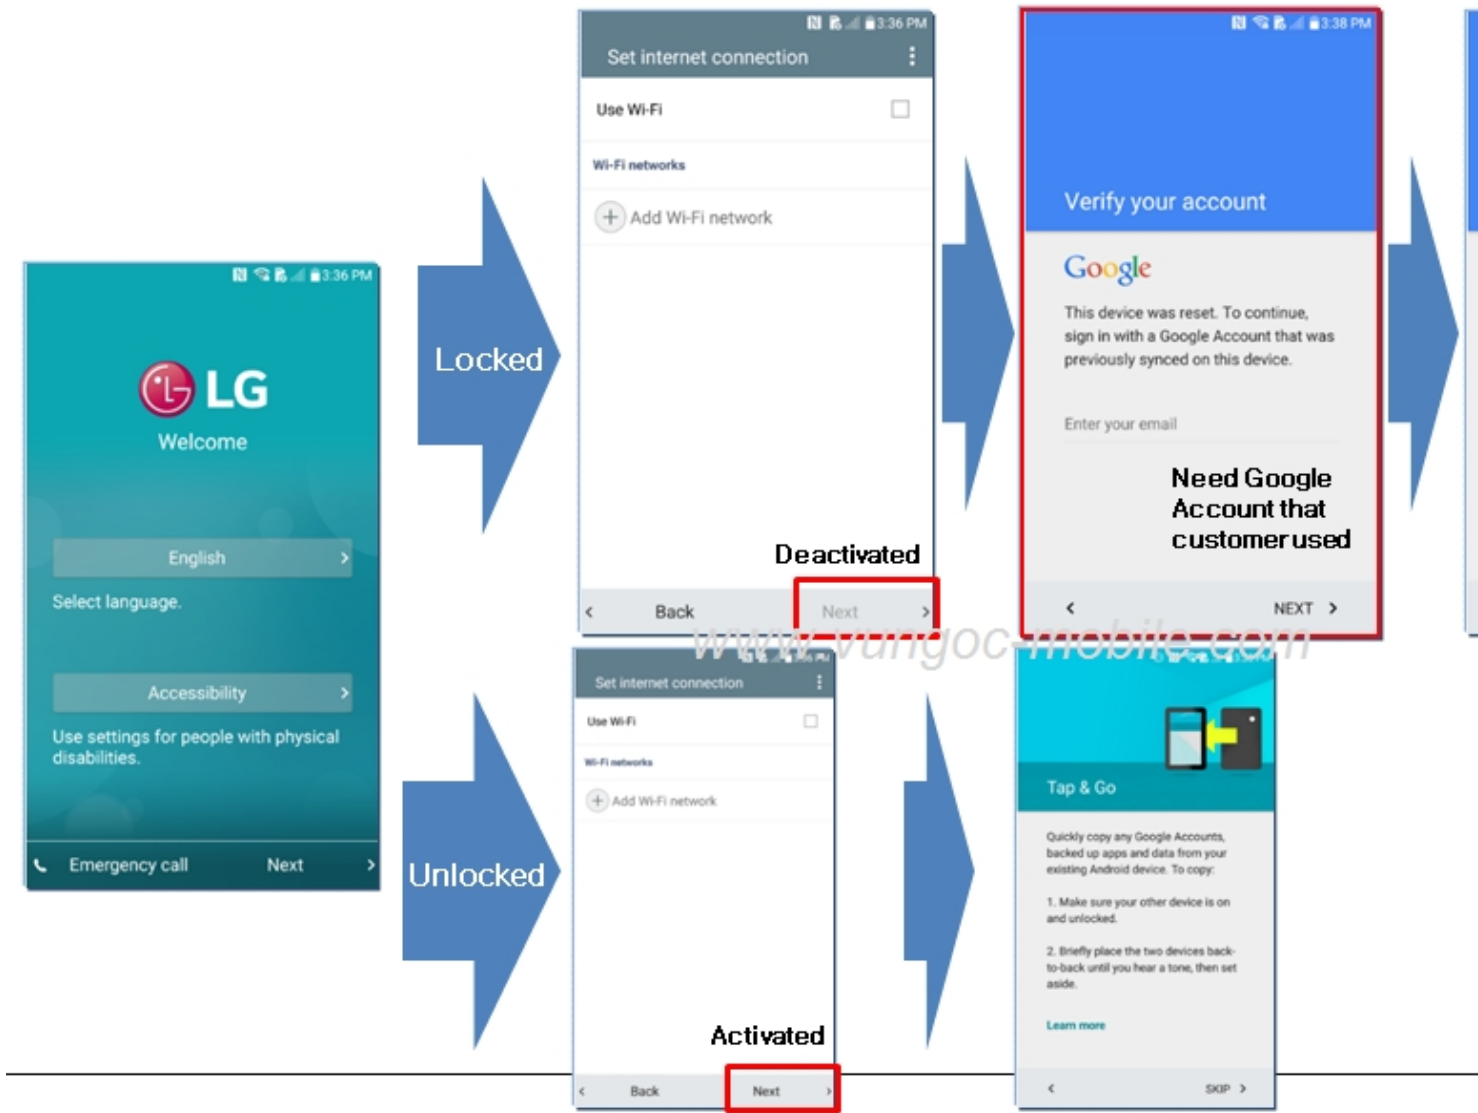 3:36 PM
LG
Welcome
English
Select language.
Accessibility
Use settings for people with physical
disabilities.
Emergency call Next
Locked
3:36 PM
Set internet connection
Use Wi-Fi
Wi-Fi networks
Add Wi-Fi network
Deactivated
Back Next
3:38 PM
Verify your account
Google
This device was reset. To continue,
sign in with a Google Account that was
previously synced on this device.
Enter your email
Need Google
Account that
customer used
NEXT
www.vungoc-mobile.com
Unlocked
Set internet connection
Use Wi-Fi
Wi-Fi networks
Add Wi-Fi network
Activated
Back Next
Tap & Go
Quickly copy any Google Accounts,
backed up apps and data from your
existing Android device. To copy:
1. Make sure your other device is on
and unlocked.
2. Briefly place the two devices back-
to-back until you hear a tone, then set
aside.
Learn more
SKIP